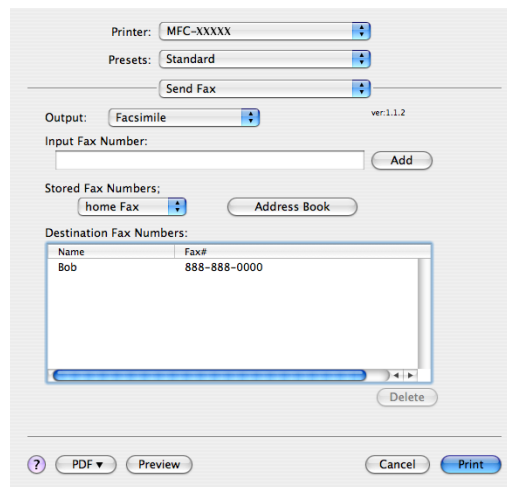 Printer: MFC-XXXXX
Presets: Standard
Send Fax
Output: Facsimile ver:1.1.2
Input Fax Number:
Add
Stored Fax Numbers;
home Fax Address Book
Destination Fax Numbers:
Name Fax#
Bob 888-888-0000
Delete
? PDF▼ Preview Cancel Print